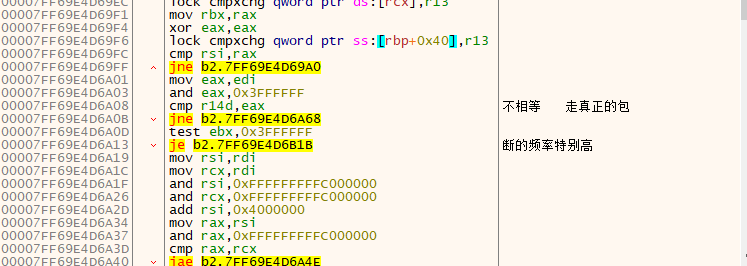 00007FF69E4D69EC lock cmpxchg qword ptr ds:[rcx],r13
00007FF69E4D69F1 mov rbx,rax
00007FF69E4D69F4 xor eax,eax
00007FF69E4D69F6 lock cmpxchg qword ptr ss:[rbp+0x40],r13
00007FF69E4D69FC cmp rsi,rax
00007FF69E4D69FF jne b2.7FF69E4D69A0
00007FF69E4D6A01 mov eax,edi
00007FF69E4D6A03 and eax,0x3FFFFFF
00007FF69E4D6A08 cmp r14d,eax 不相等 走真正的包
00007FF69E4D6A0B jne b2.7FF69E4D6A68
00007FF69E4D6A0D test ebx,0x3FFFFFF
00007FF69E4D6A13 je b2.7FF69E4D6B1B 断的频率特别高
00007FF69E4D6A19 mov rsi,rdi
00007FF69E4D6A1C mov rcx,rdi
00007FF69E4D6A1F and rsi,0xFFFFFFFFFC000000
00007FF69E4D6A26 and rcx,0xFFFFFFFFFC000000
00007FF69E4D6A2D add rsi,0x4000000
00007FF69E4D6A34 mov rax,rsi
00007FF69E4D6A37 and rax,0xFFFFFFFFFC000000
00007FF69E4D6A3D cmp rax,rcx
00007FF69E4D6A40 jae b2.7FF69E4D6A4E